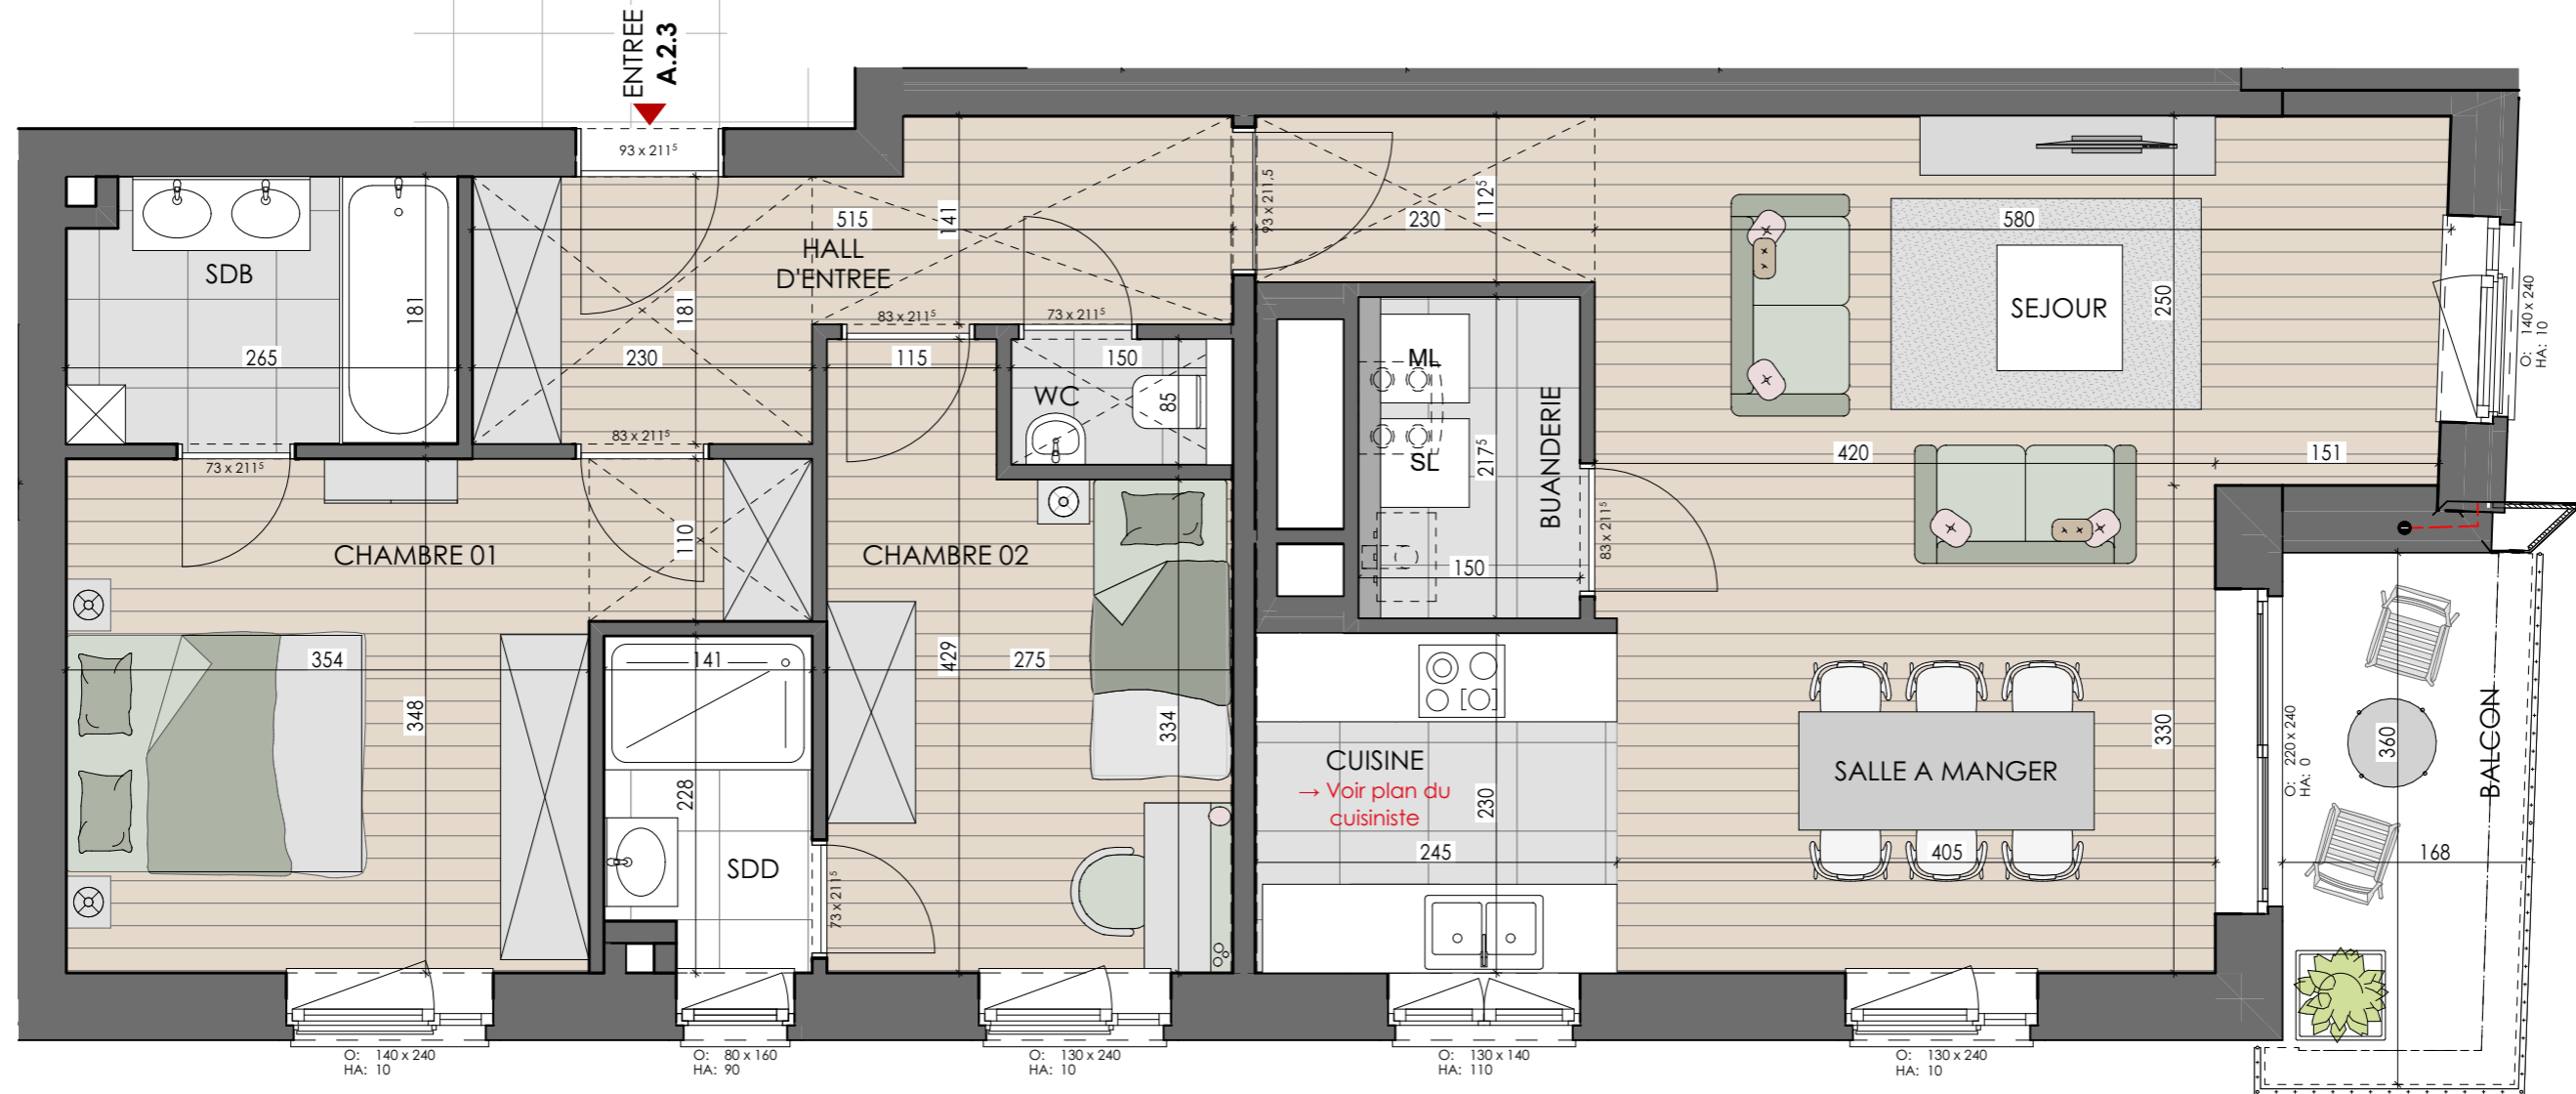 ENTREE
A.2.3
93 x 211⁵
SDB
181
265
73 x 211⁵
515
HALL
D'ENTREE
141
181
230
83 x 211⁵
83 x 211⁵
115
73 x 211⁵
150
WC
85
93 x 211,5
230
112⁵
580
SEJOUR
250
O: 140 x 240
HA: 10
420
151
ML
SL
217⁵
BUANDERIE
150
83 x 211⁵
CHAMBRE 01
110
354
348
CHAMBRE 02
429
275
334
141
228
SDD
73 x 211⁵
CUISINE
→ Voir plan du
cuisiniste
230
245
SALLE A MANGER
405
330
O: 220 x 240
HA: 0
360
BALCON
168
O: 140 x 240
HA: 10
O: 80 x 160
HA: 90
O: 130 x 240
HA: 10
O: 130 x 140
HA: 110
O: 130 x 240
HA: 10